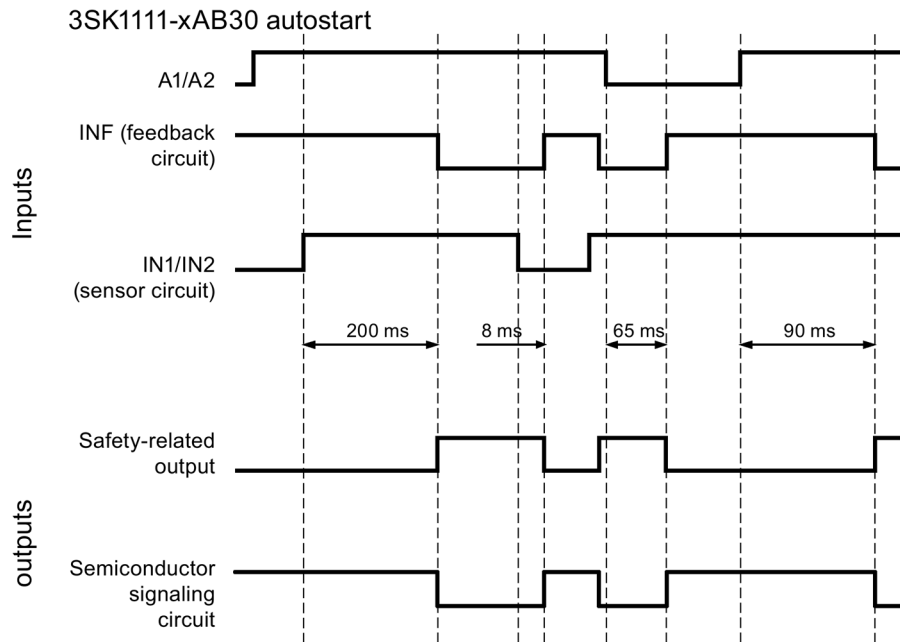 3SK1111-xAB30 autostart
A1/A2
INF (feedback
circuit)
Inputs
IN1/IN2
(sensor circuit)
200 ms
8 ms
65 ms
90 ms
Safety-related
output
outputs
Semiconductor
signaling
circuit